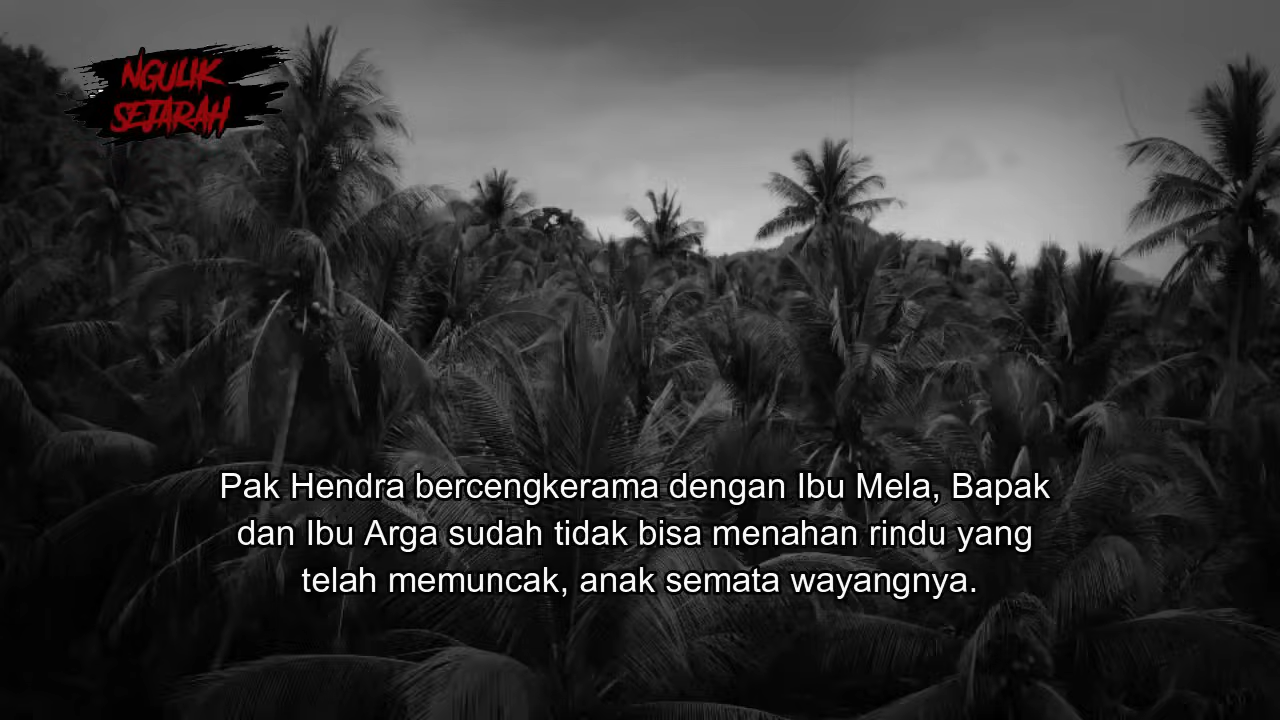 NGULIK
SEJARAH
Pak Hendra bercengkerama dengan Ibu Mela, Bapak
dan Ibu Arga sudah tidak bisa menahan rindu yang
telah memuncak, anak semata wayangnya.